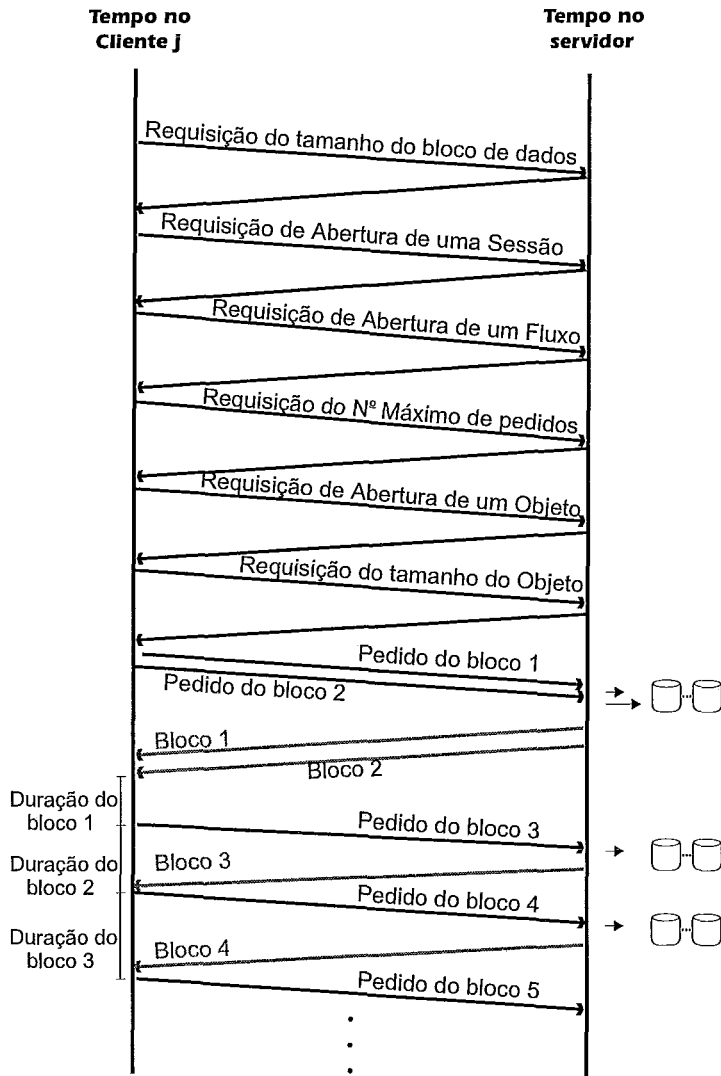 Tempo no
Cliente j
Tempo no
servidor
Requisição do tamanho do bloco de dados
Requisição de Abertura de uma Sessão
Requisição de Abertura de um Fluxo
Requisição do Nº Máximo de pedidos
Requisição de Abertura de um Objeto
Requisição do tamanho do Objeto
Pedido do bloco 1
Pedido do bloco 2
Bloco 1
Bloco 2
Duração do
bloco 1
Pedido do bloco 3
Bloco 3
Duração do
bloco 2
Pedido do bloco 4
Duração do
bloco 3
Bloco 4
Pedido do bloco 5